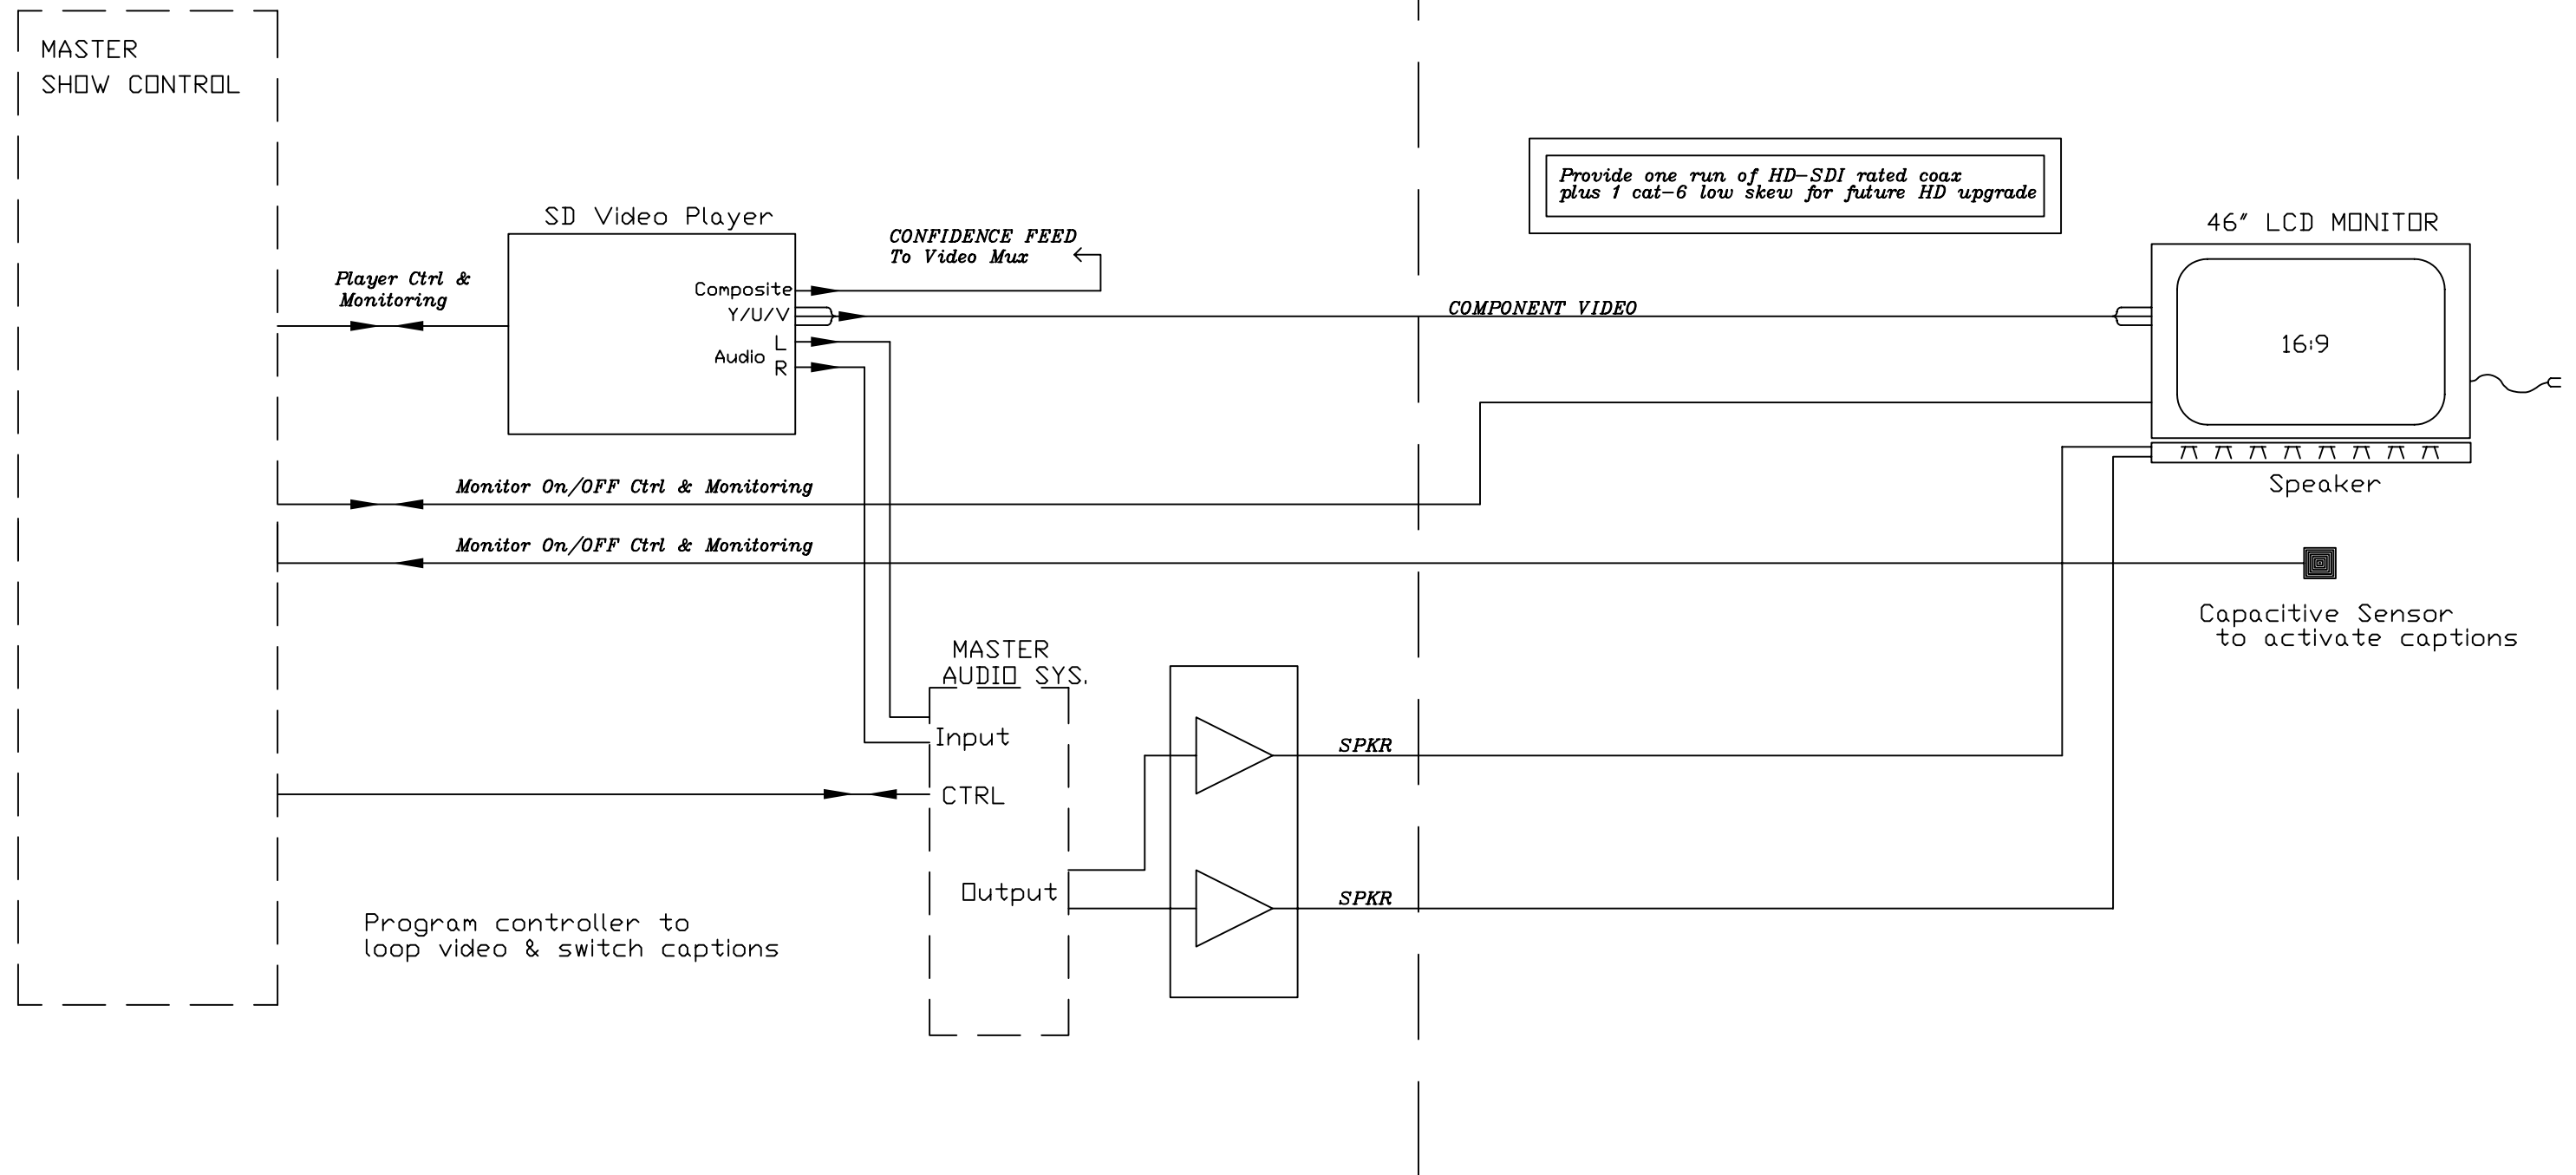 MASTER
SHOW CONTROL
SD Video Player
Player Ctrl &
Monitoring
Composite
Y/U/V
Audio
L
R
CONFIDENCE FEED
To Video Mux
Provide one run of HD-SDI rated coax
plus 1 cat-6 low skew for future HD upgrade
COMPONENT VIDEO
46" LCD MONITOR
16:9
Speaker
Monitor On/OFF Ctrl & Monitoring
Monitor On/OFF Ctrl & Monitoring
Capacitive Sensor
to activate captions
MASTER
AUDIO SYS.
Input
CTRL
Output
SPKR
SPKR
Program controller to
loop video & switch captions